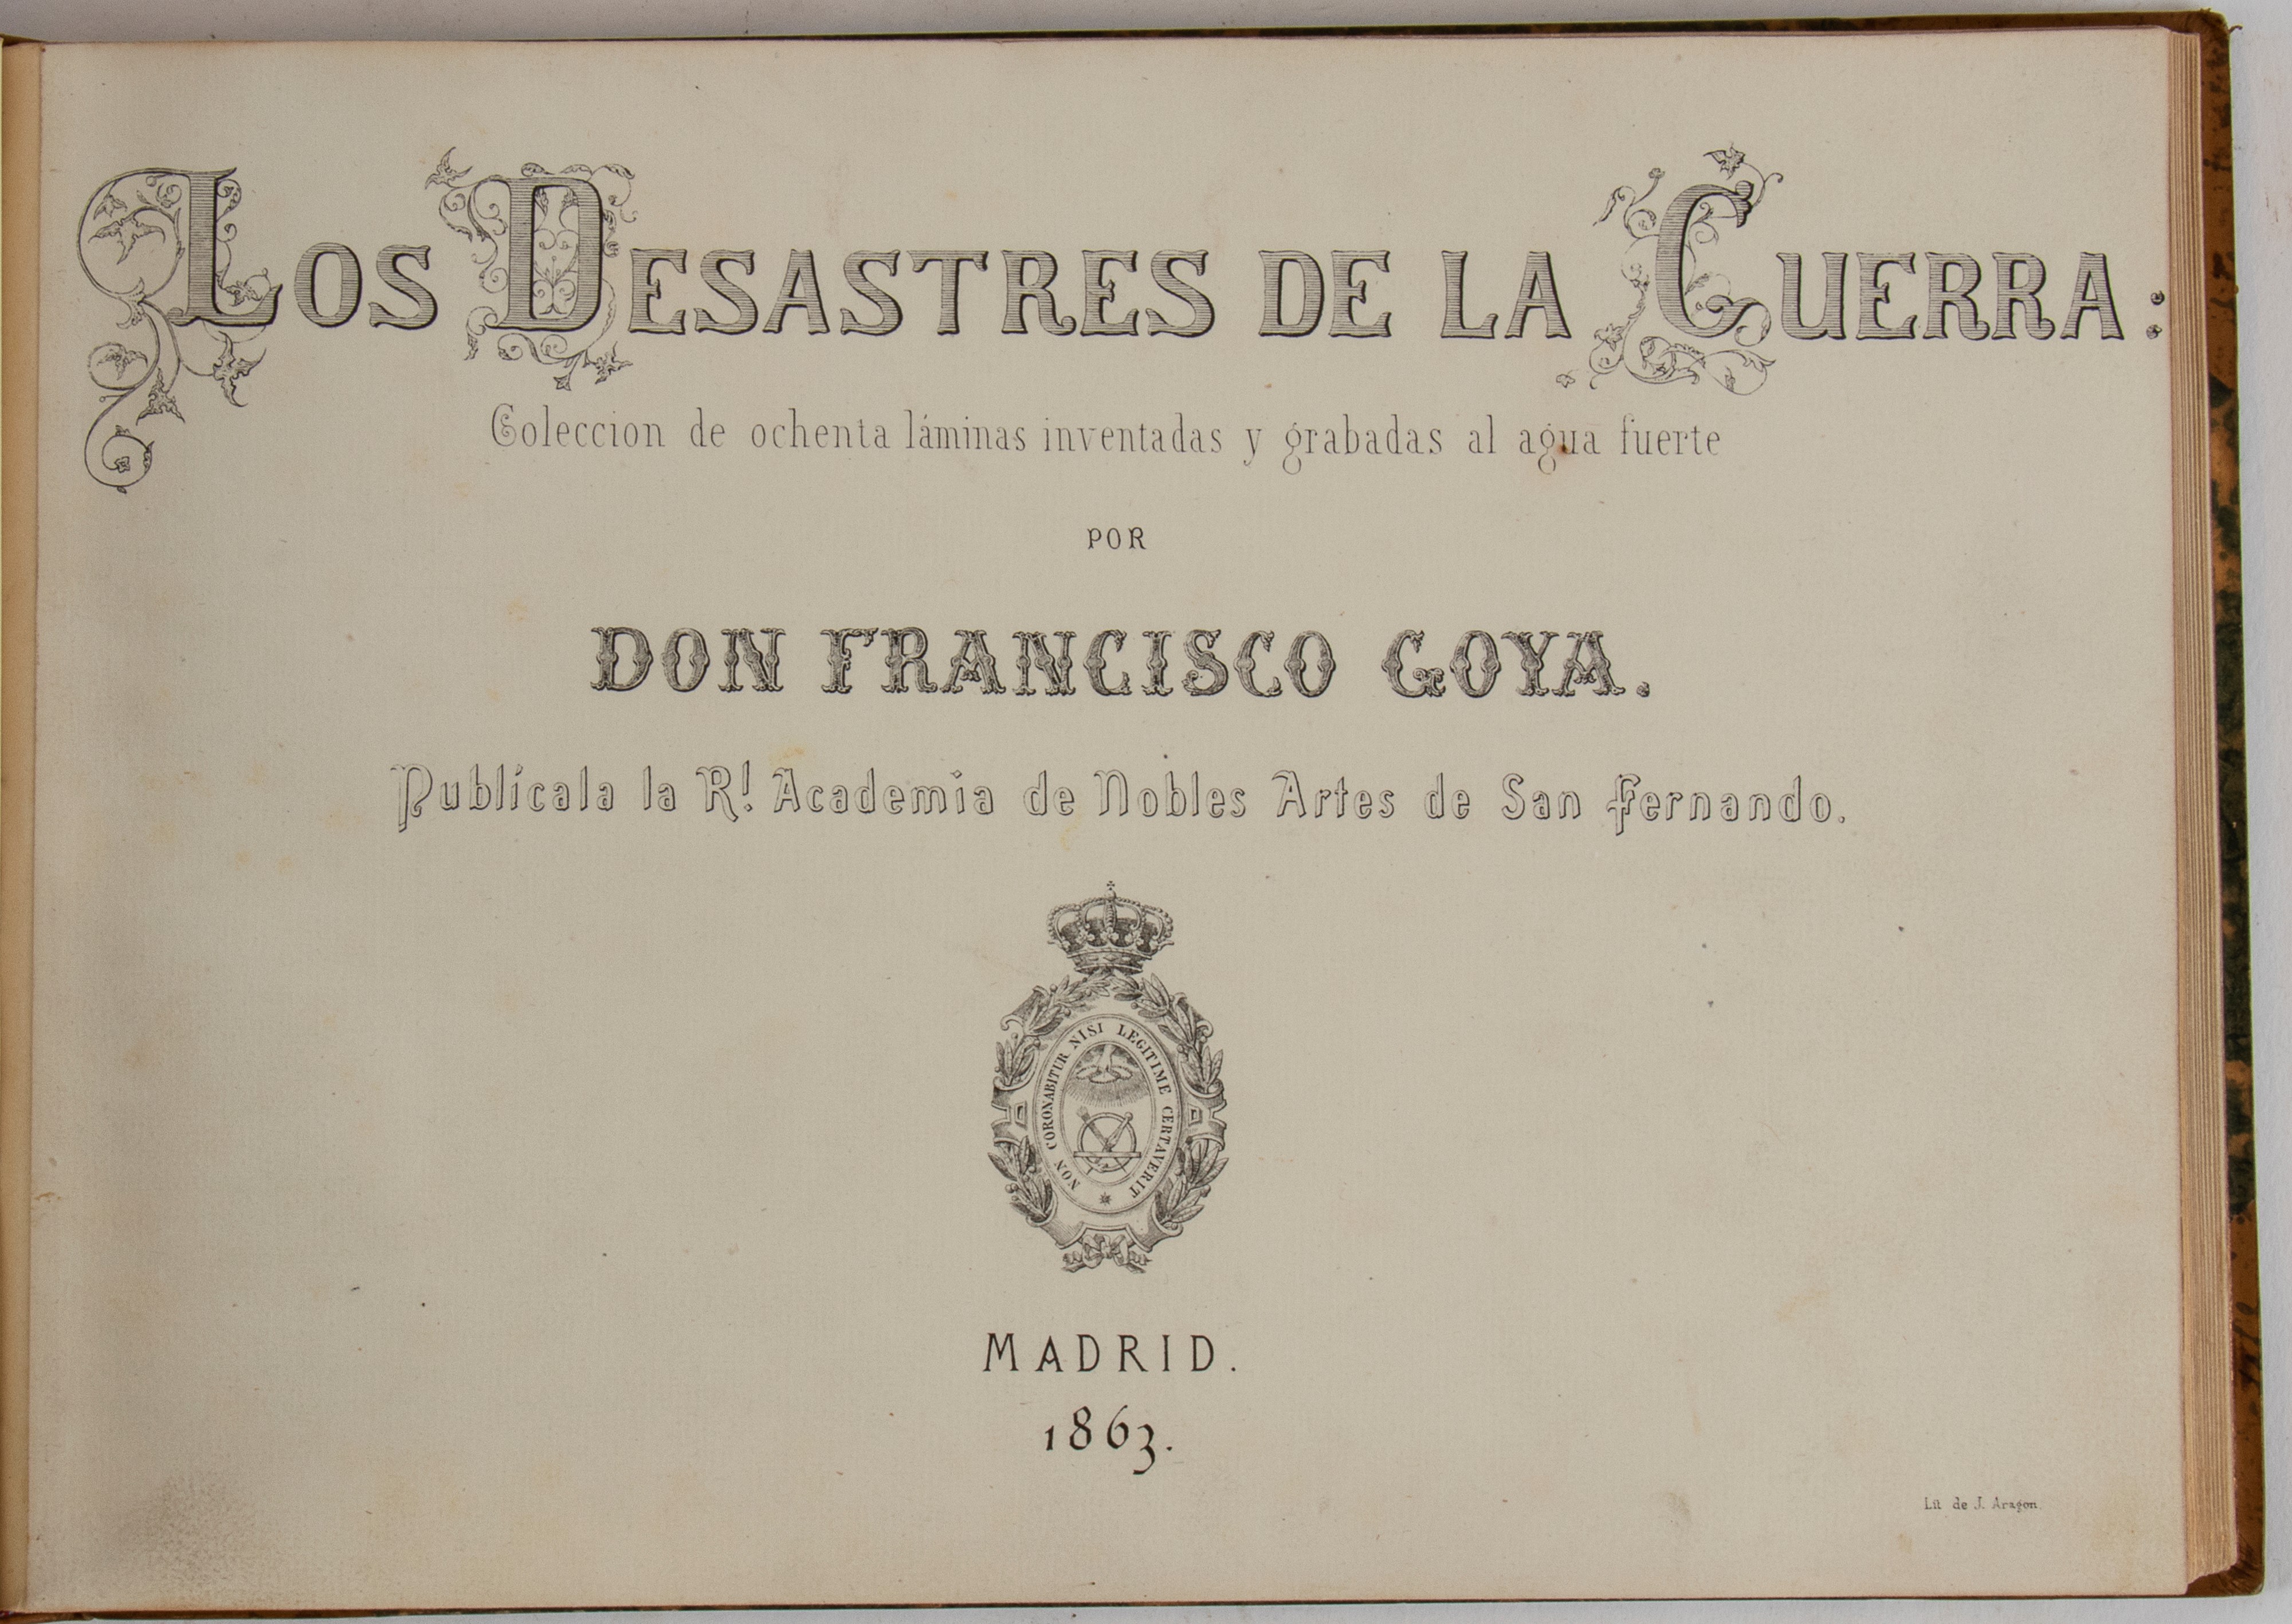 LOS DESASTRES DE LA GUERRA:
Coleccion de ochenta láminas inventadas y grabadas al agua fuerte
POR
DON FRANCISCO GOYA.
Publícala la Rl. Academia de Nobles Artes de San Fernando.
NON CORONABITUR NISI LEGITIME CERTAVERIT
MADRID.
1863.
Lit. de J. Aragon.